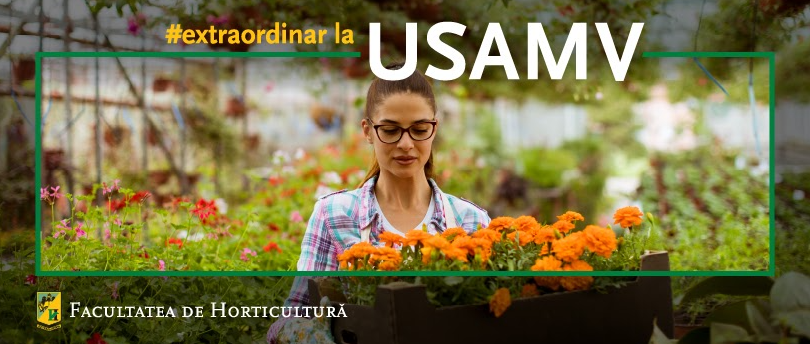 #extraordinar la USAMV
Facultatea de Horticultură